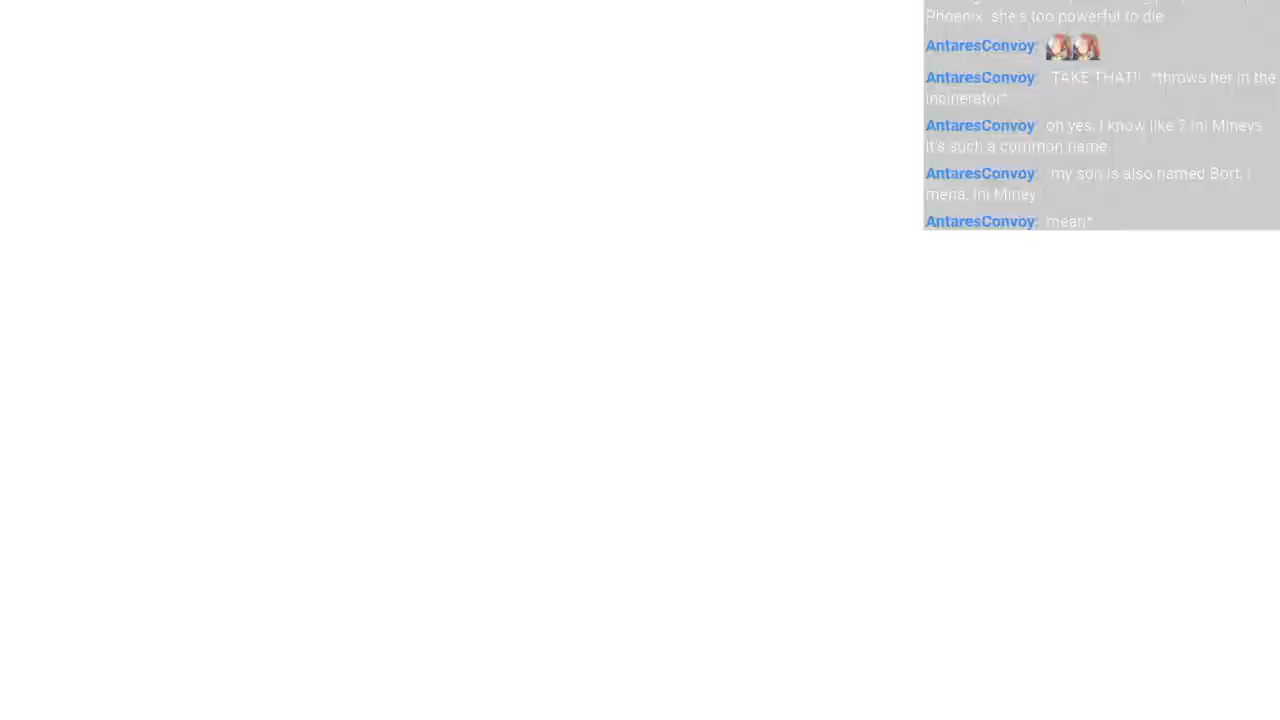 Phoenix. she's too powerful to die
AntaresConvoy:
AntaresConvoy: TAKE THAT!! *throws her in the
incinerator*
AntaresConvoy: oh yes, I know like 7 Ini Mineys
it's such a common name.
AntaresConvoy: my son is also named Bort, I
mena, Ini Miney
AntaresConvoy: mean*